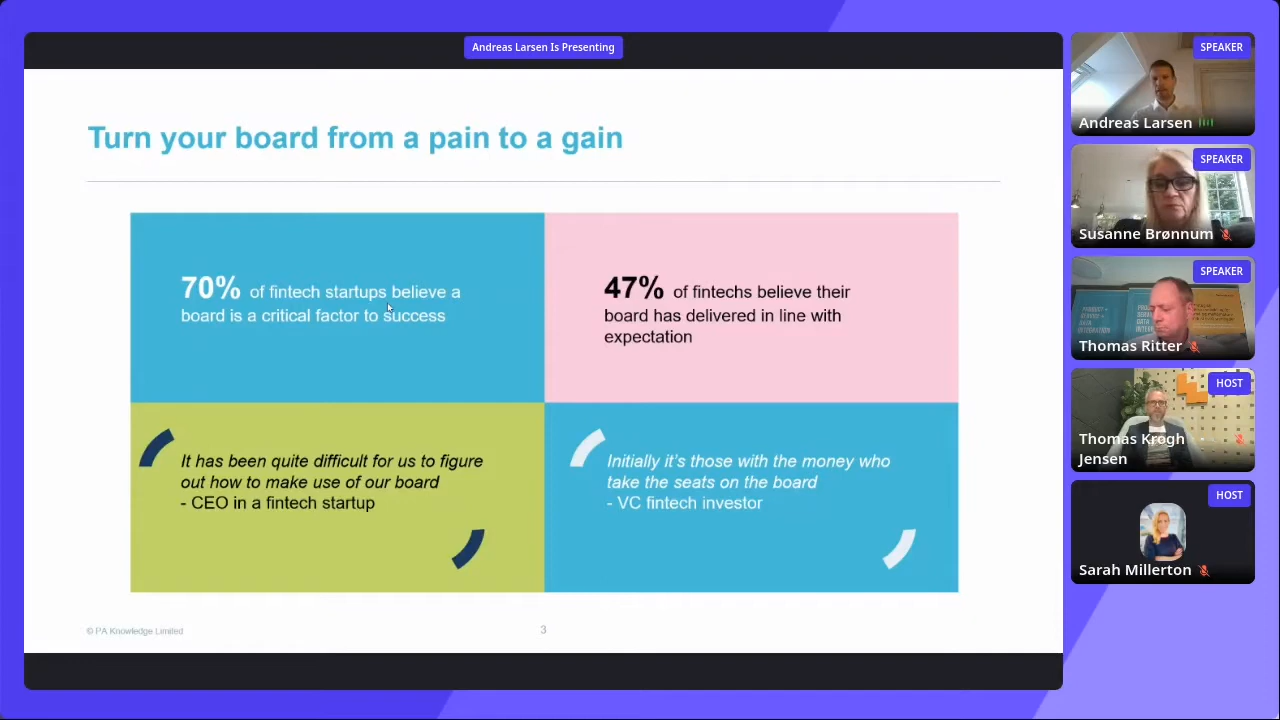 Andreas Larsen Is Presenting
Turn your board from a pain to a gain
70% of fintech startups believe a
board is a critical factor to success
47% of fintechs believe their
board has delivered in line with
expectation
It has been quite difficult for us to figure
out how to make use of our board
- CEO in a fintech startup
Initially it's those with the money who
take the seats on the board
- VC fintech investor
© PA Knowledge Limited
3
SPEAKER
Andreas Larsen
SPEAKER
Susanne Brønnum
SPEAKER
Thomas Ritter
HOST
Thomas Krogh
Jensen
HOST
Sarah Millerton